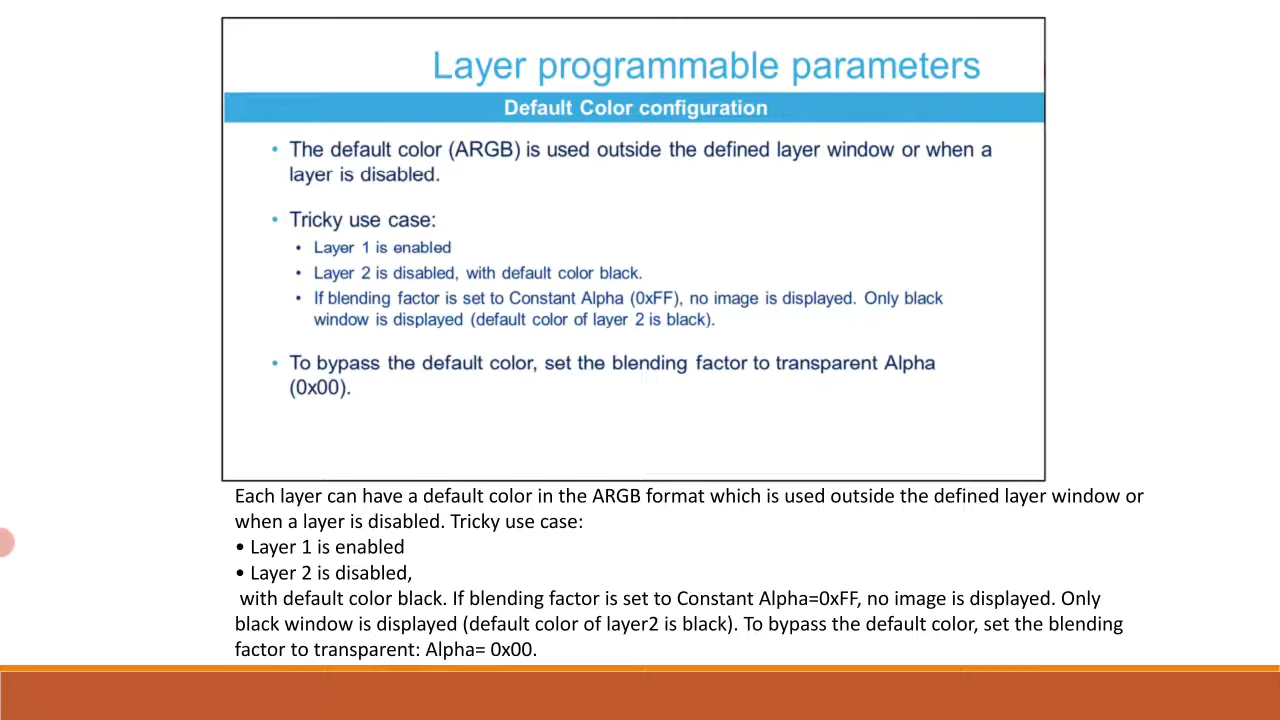 Layer programmable parameters
Default Color configuration
• The default color (ARGB) is used outside the defined layer window or when a
layer is disabled.
• Tricky use case:
• Layer 1 is enabled
• Layer 2 is disabled, with default color black.
• If blending factor is set to Constant Alpha (0xFF), no image is displayed. Only black
window is displayed (default color of layer 2 is black).
• To bypass the default color, set the blending factor to transparent Alpha
(0x00).
Each layer can have a default color in the ARGB format which is used outside the defined layer window or
when a layer is disabled. Tricky use case:
• Layer 1 is enabled
• Layer 2 is disabled,
with default color black. If blending factor is set to Constant Alpha=0xFF, no image is displayed. Only
black window is displayed (default color of layer2 is black). To bypass the default color, set the blending
factor to transparent: Alpha= 0x00.